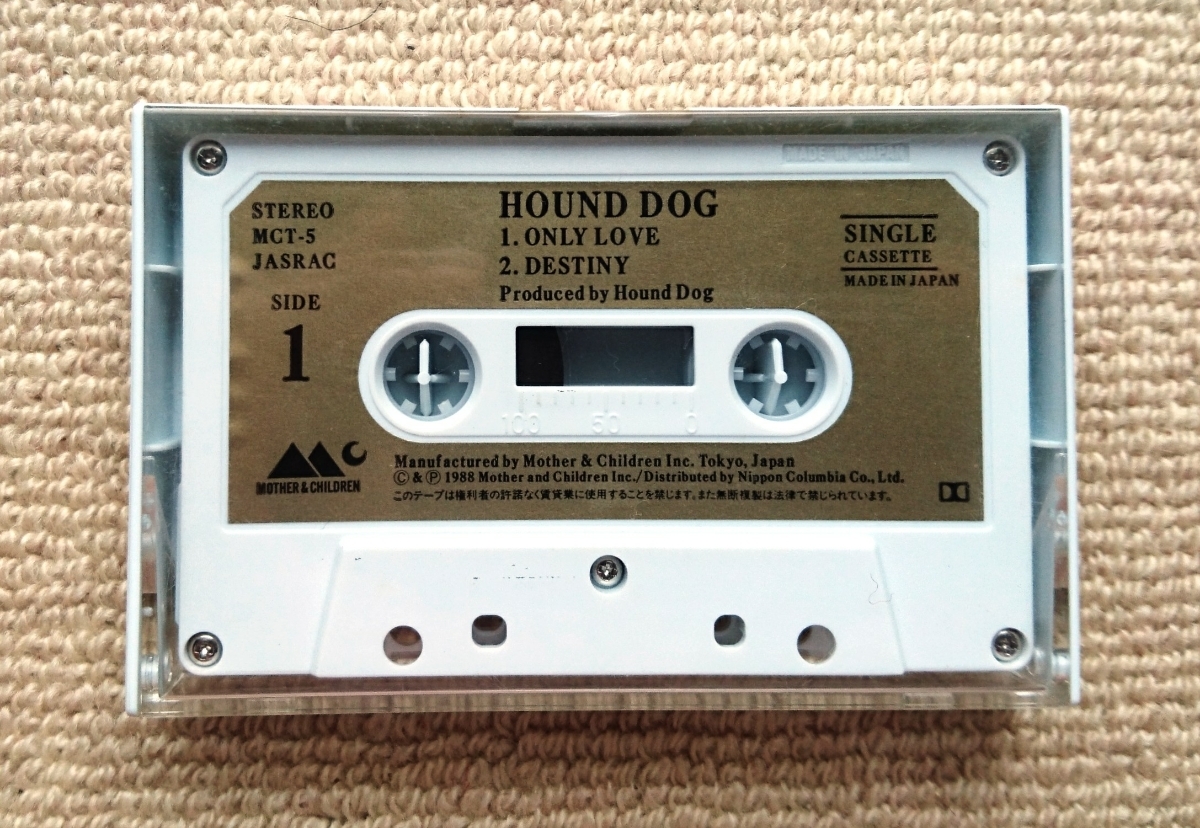 MADE IN JAPAN
HOUND DOG
1. ONLY LOVE
2. DESTINY
Produced by Hound Dog
STEREO
MCT-5
JASRAC
SIDE
1
SINGLE
CASSETTE
MADE IN JAPAN
100 50 0
MOTHER & CHILDREN
Manufactured by Mother & Children Inc. Tokyo, Japan
Ⓒ & Ⓟ 1988 Mother and Children Inc./Distributed by Nippon Columbia Co., Ltd.
このテープは権利者の許諾なく賃貸業に使用することを禁じます。また無断複製は法律で禁じられています。